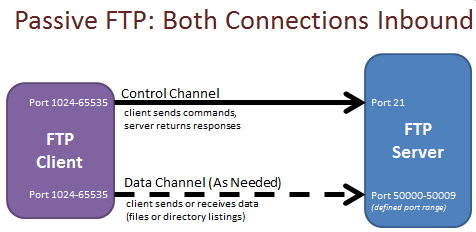 Passive FTP: Both Connections Inbound
Control Channel
Port 1024-65535
Port 21
client sends commands,
server returns responses
FTP
Client
FTP
Server
Data Channel (As Needed)
Port 1024-65535
Port 50000-50009
(defined port range)
client sends or receives data
(files or directory listings)